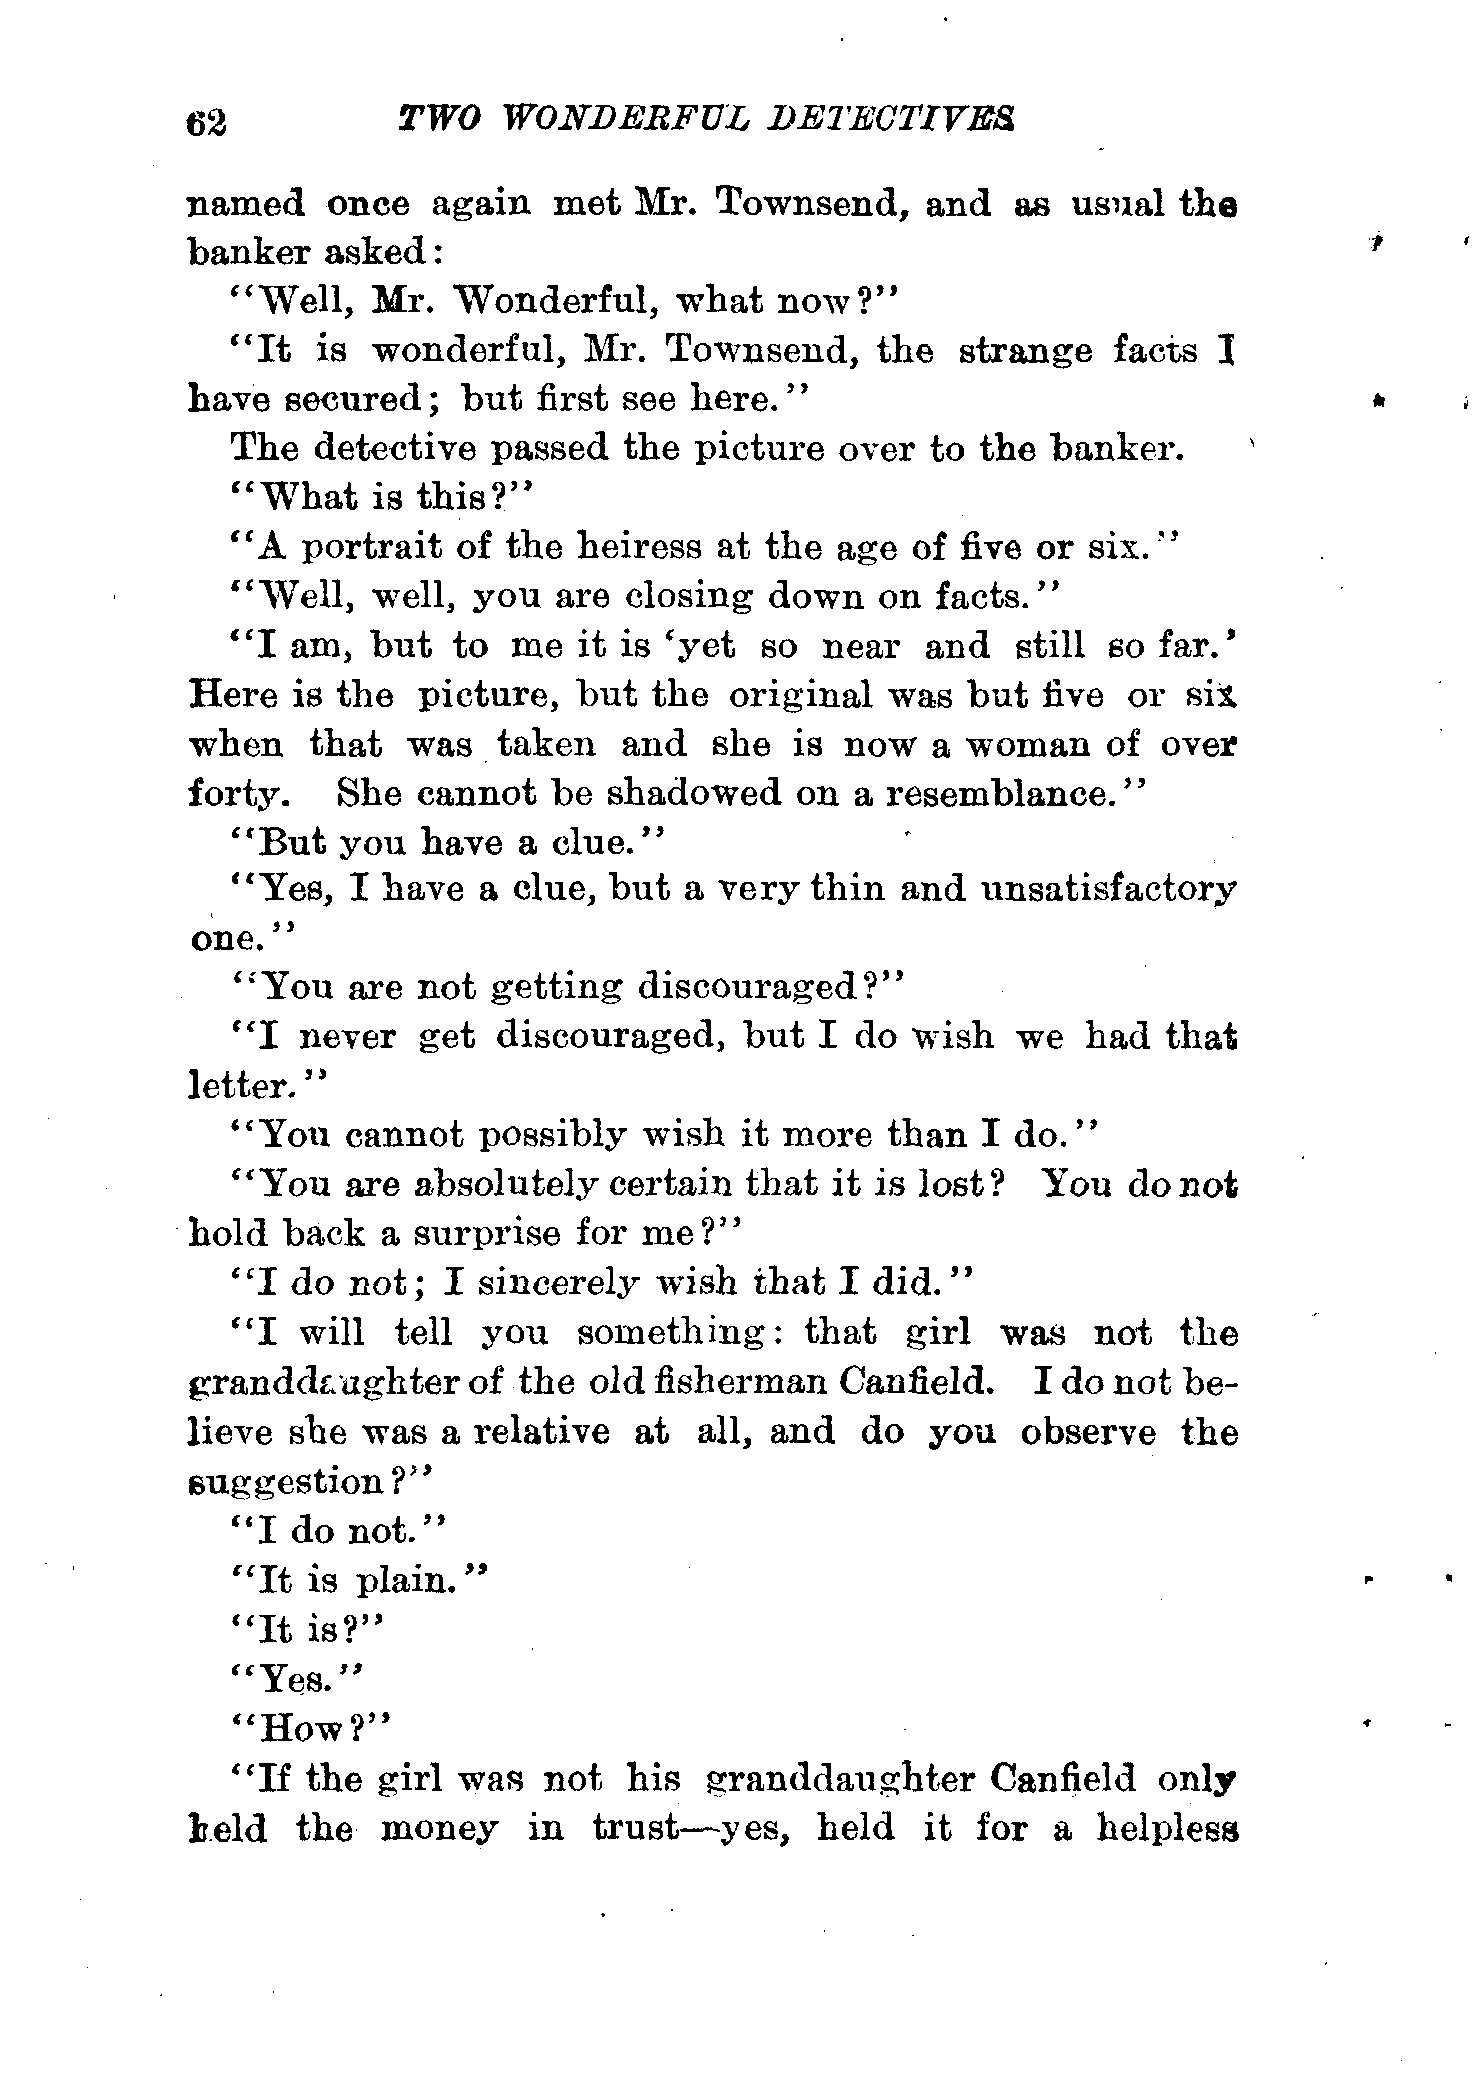 62 TWO WONDERFUL DETECTIVES
named once again met Mr. Townsend, and as usual the
banker asked:
"Well, Mr. Wonderful, what now?"
"It is wonderful, Mr. Townsend, the strange facts I
have secured; but first see here."
The detective passed the picture over to the banker.
"What is this?"
"A portrait of the heiress at the age of five or six."
"Well, well, you are closing down on facts."
"I am, but to me it is 'yet so near and still so far.'
Here is the picture, but the original was but five or six
when that was taken and she is now a woman of over
forty. She cannot be shadowed on a resemblance."
"But you have a clue."
"Yes, I have a clue, but a very thin and unsatisfactory
one."
"You are not getting discouraged?"
"I never get discouraged, but I do wish we had that
letter."
"You cannot possibly wish it more than I do."
"You are absolutely certain that it is lost? You do not
hold back a surprise for me?"
"I do not; I sincerely wish that I did."
"I will tell you something: that girl was not the
granddaughter of the old fisherman Canfield. I do not be-
lieve she was a relative at all, and do you observe the
suggestion?"
"I do not."
"It is plain."
"It is?"
"Yes."
"How?"
"If the girl was not his granddaughter Canfield only
held the money in trust—yes, held it for a helpless